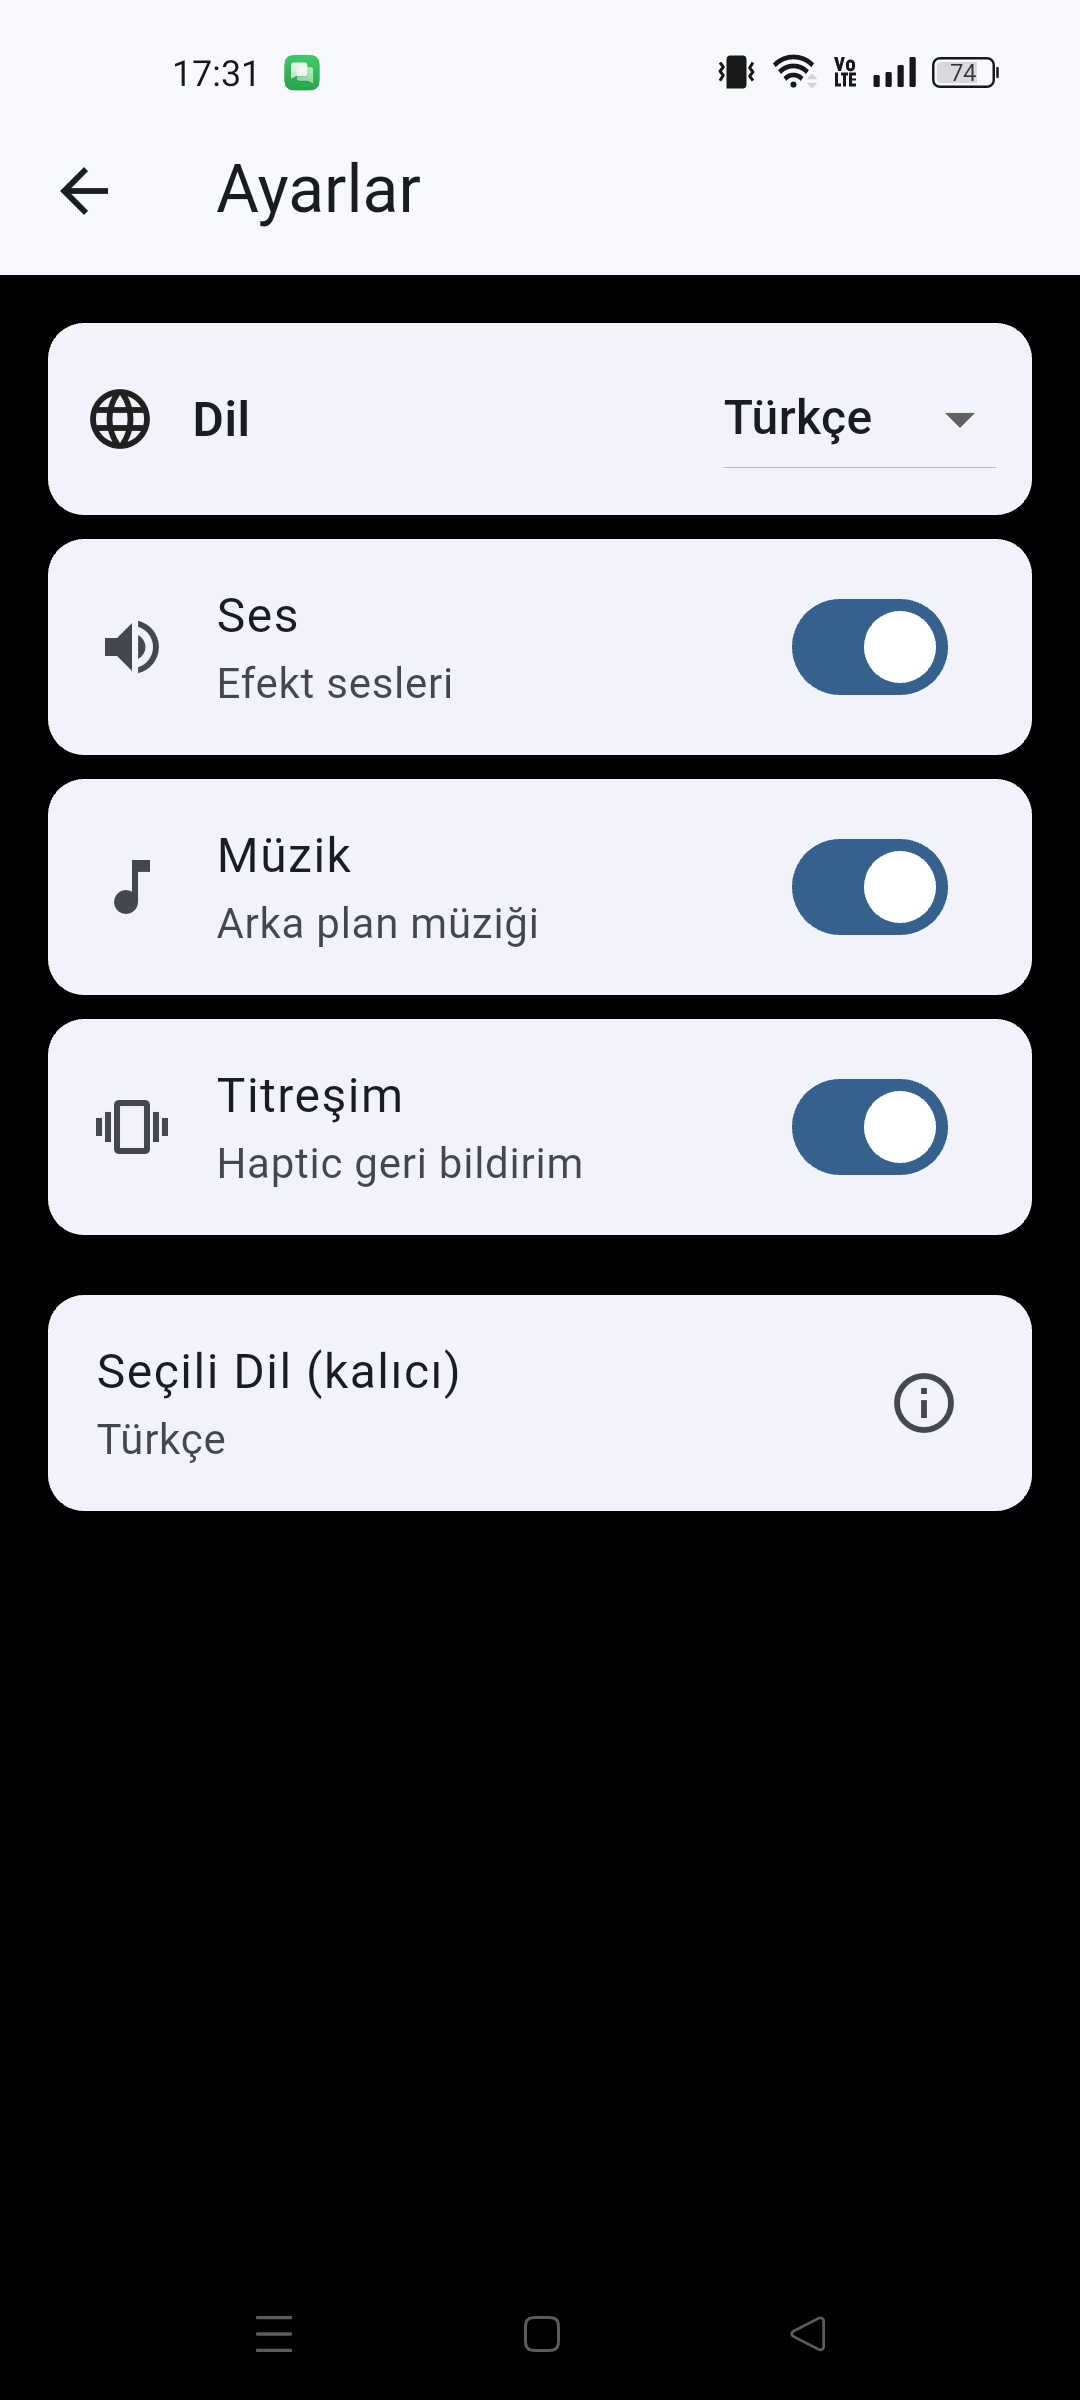 17:31
Vo
LTE
74
Ayarlar
Dil
Türkçe
Ses
Efekt sesleri
Müzik
Arka plan müziği
Titreşim
Haptic geri bildirim
Seçili Dil (kalıcı)
Türkçe